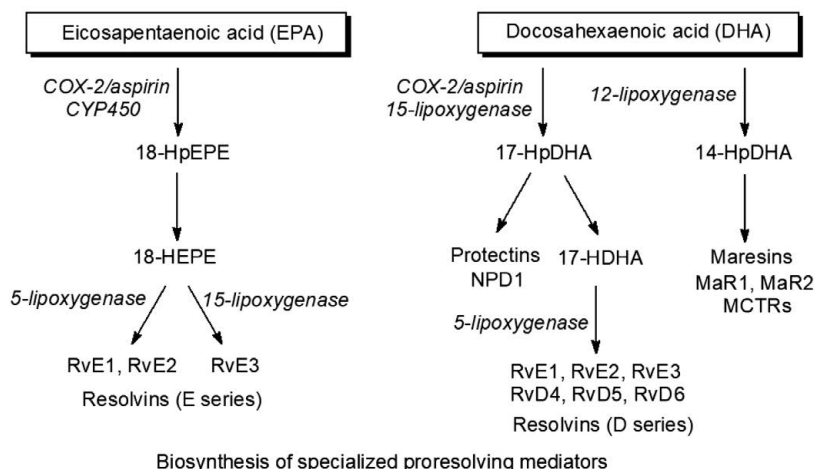 Eicosapentaenoic acid (EPA)
COX-2/aspirin
CYP450
18-HpEPE
18-HEPE
5-lipoxygenase
15-lipoxygenase
RvE1, RvE2
RvE3
Resolvins (E series)
Docosahexaenoic acid (DHA)
COX-2/aspirin
15-lipoxygenase
12-lipoxygenase
17-HpDHA
14-HpDHA
Protectins
NPD1
17-HDHA
Maresins
MaR1, MaR2
MCTRs
5-lipoxygenase
RvE1, RvE2, RvE3
RvD4, RvD5, RvD6
Resolvins (D series)
Biosynthesis of specialized proresolving mediators